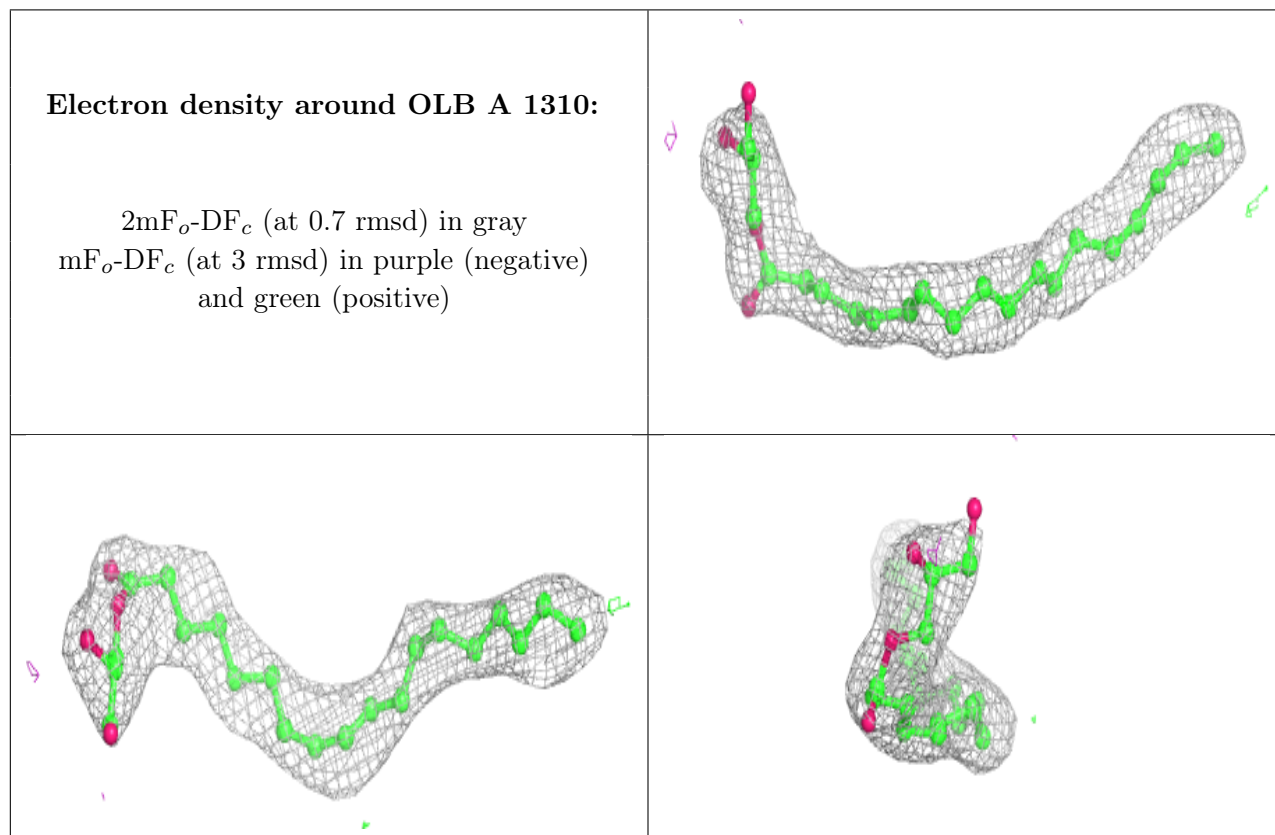 Electron density around OLB A 1310:
2mFo-DFc (at 0.7 rmsd) in gray
mFo-DFc (at 3 rmsd) in purple (negative)
and green (positive)